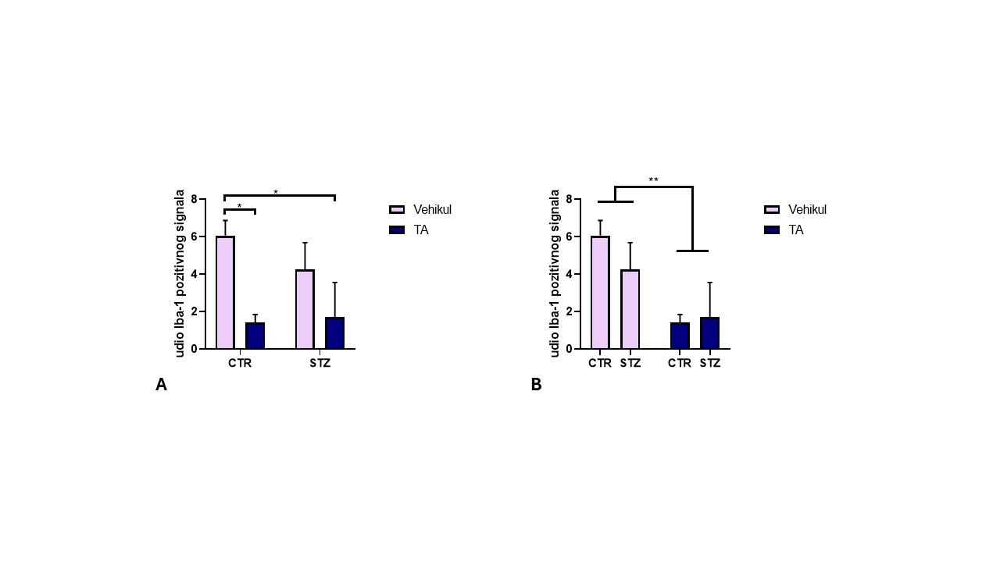 udio Iba-1 pozitivnog signala
8
6
4
2
0
*
*
CTR
STZ
Vehikul
TA
A
udio Iba-1 pozitivnog signala
8
6
4
2
0
**
CTR STZ CTR STZ
Vehikul
TA
B